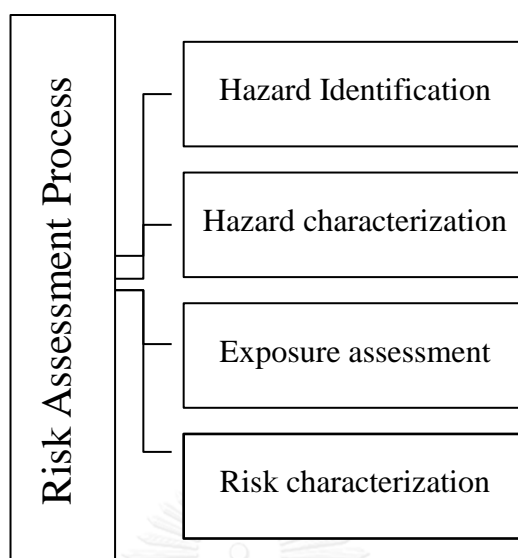 Risk Assessment Process
Hazard Identification
Hazard characterization
Exposure assessment
Risk characterization